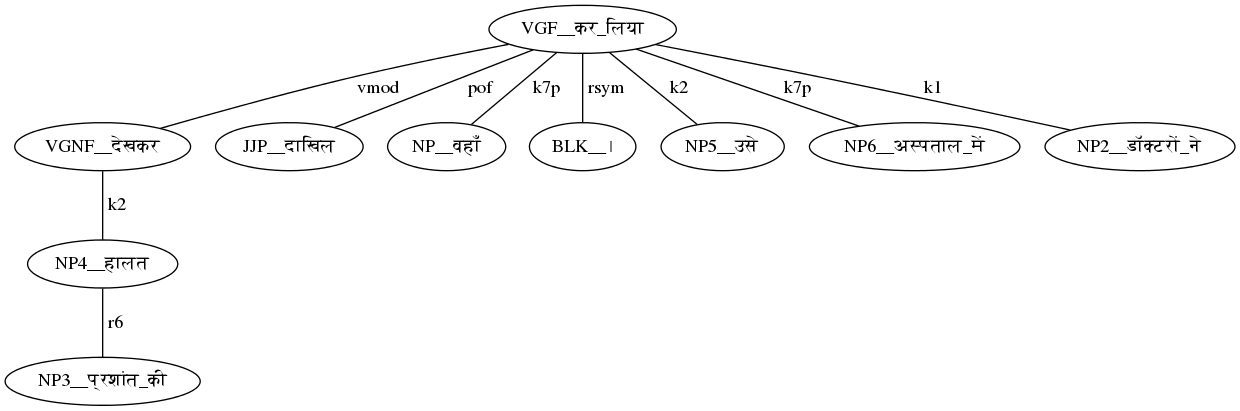 VGF__कर_लिया
vmod pof k7p rsym k2 k7p k1
VGNF__देखकर JJP__दाखिल NP__वहाँ BLK__। NP5__उसे NP6__अस्पताल_में NP2__डॉक्टरों_ने
k2
NP4__हालत
r6
NP3__प्रशांत_की